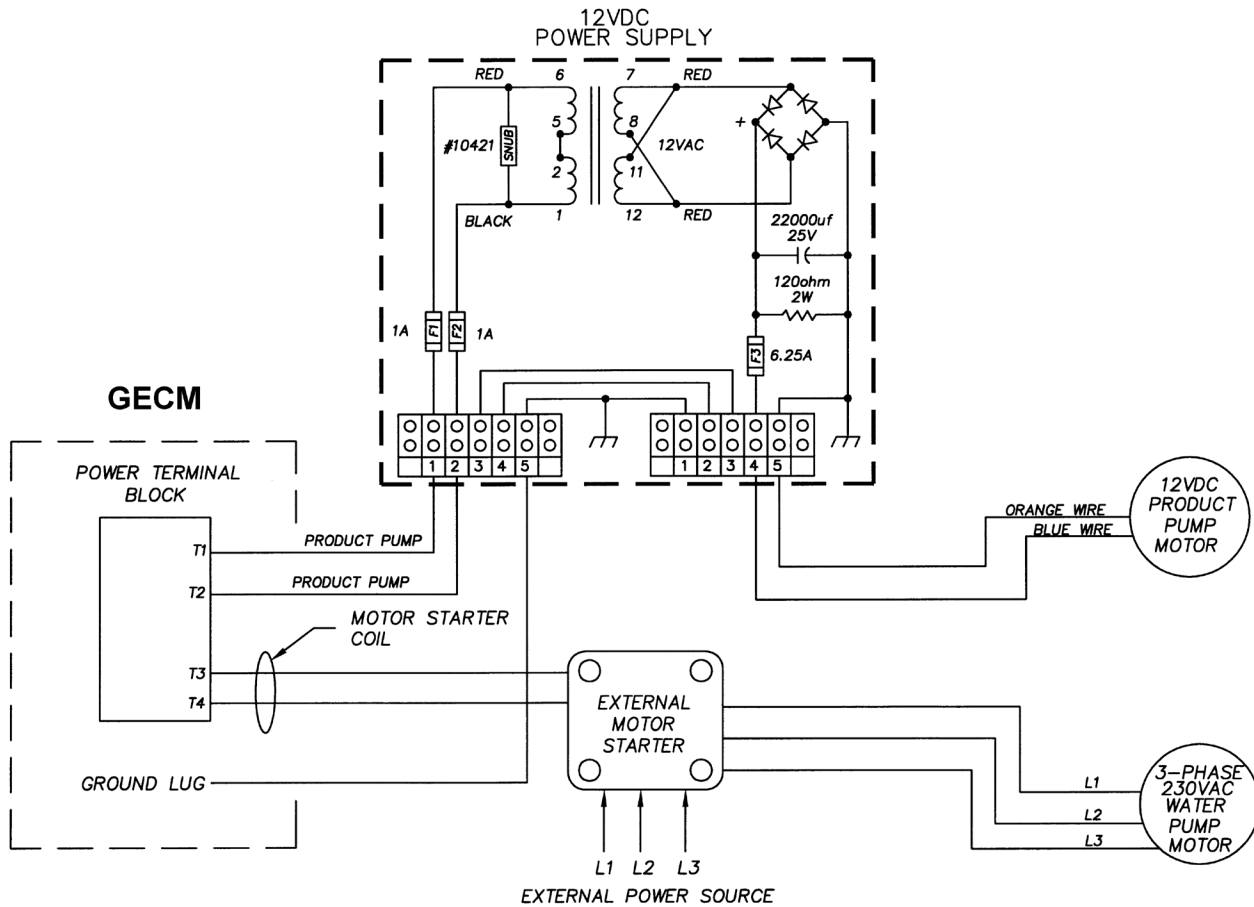 12VDC
POWER SUPPLY
RED
6
7
RED
5
8
+
#10421
SNUB
12VAC
2
11
1
12
BLACK
RED
22000uf
25V
120ohm
2W
1A
F1
F2
1A
F3
6.25A
GECM
1 2 3 4 5
1 2 3 4 5
POWER TERMINAL
BLOCK
12VDC
PRODUCT
PUMP
MOTOR
ORANGE WIRE
BLUE WIRE
T1
PRODUCT PUMP
T2
PRODUCT PUMP
MOTOR STARTER
COIL
T3
T4
EXTERNAL
MOTOR
STARTER
GROUND LUG
L1
L2
L3
3-PHASE
230VAC
WATER
PUMP
MOTOR
L1 L2 L3
EXTERNAL POWER SOURCE